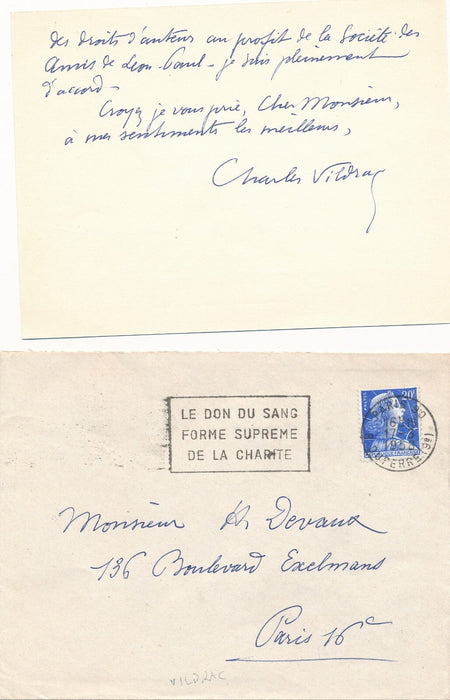 des droits d'auteur au profit de la Société des
Amis de Léon-Paul - je suis pleinement
d'accord -
Croyez je vous prie, Cher Monsieur,
à mes sentiments les meilleurs,
Charles Vildrac
LE DON DU SANG
FORME SUPREME
DE LA CHARITE
20F
PARIS
Monsieur H Devaux
136 Boulevard Exelmans
Paris 16e
VILDRAC